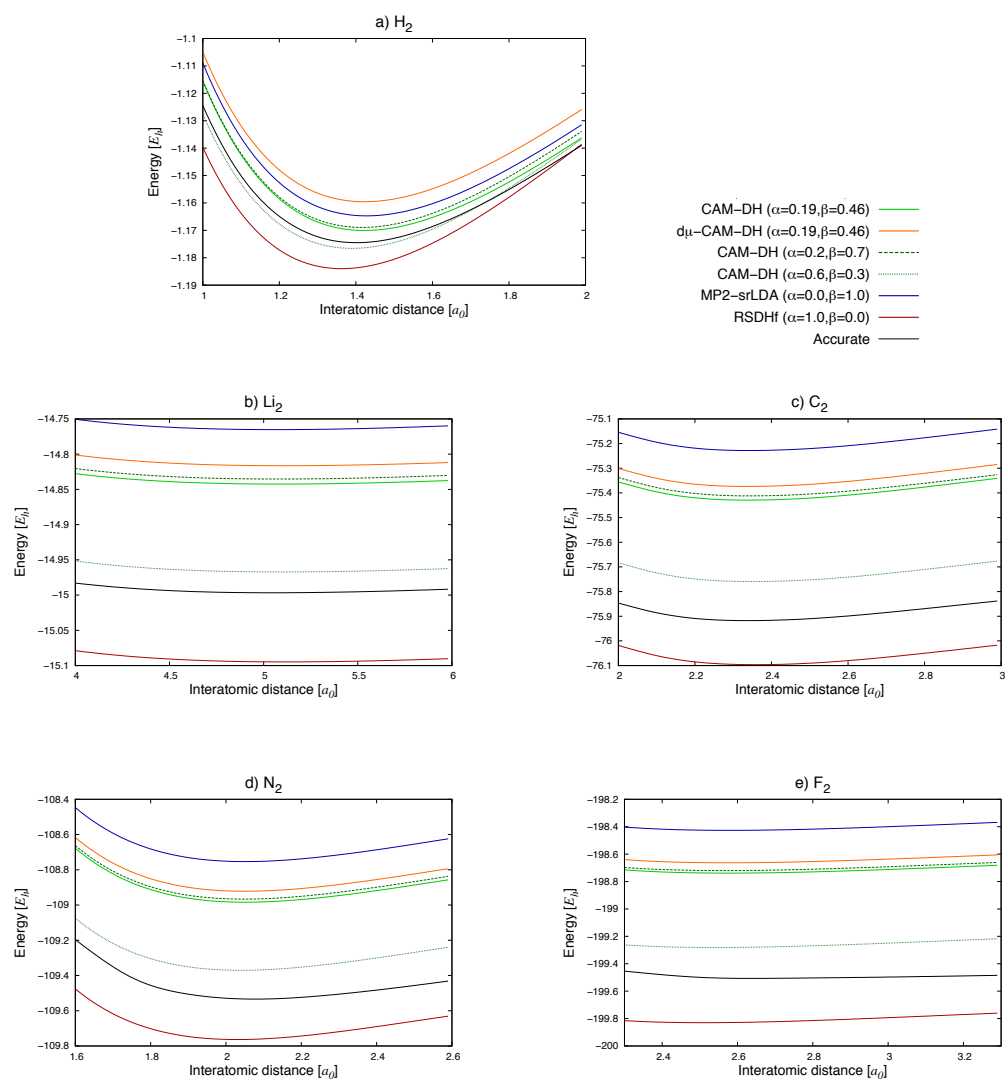 a) H₂
−1.1
−1.11
−1.12
−1.13
−1.14
−1.15
−1.16
−1.17
−1.18
−1.19
Energy [E_h]
1 1.2 1.4 1.6 1.8 2
Interatomic distance [a₀]
CAM−DH (α=0.19,β=0.46)
dμ−CAM−DH (α=0.19,β=0.46)
CAM−DH (α=0.2,β=0.7)
CAM−DH (α=0.6,β=0.3)
MP2−srLDA (α=0.0,β=1.0)
RSDHf (α=1.0,β=0.0)
Accurate
b) Li₂
−14.75
−14.8
−14.85
−14.9
−14.95
−15
−15.05
−15.1
Energy [E_h]
4 4.5 5 5.5 6
Interatomic distance [a₀]
c) C₂
−75.1
−75.2
−75.3
−75.4
−75.5
−75.6
−75.7
−75.8
−75.9
−76
−76.1
Energy [E_h]
2 2.2 2.4 2.6 2.8 3
Interatomic distance [a₀]
d) N₂
−108.4
−108.6
−108.8
−109
−109.2
−109.4
−109.6
−109.8
Energy [E_h]
1.6 1.8 2 2.2 2.4 2.6
Interatomic distance [a₀]
e) F₂
−198.2
−198.4
−198.6
−198.8
−199
−199.2
−199.4
−199.6
−199.8
−200
Energy [E_h]
2.4 2.6 2.8 3 3.2
Interatomic distance [a₀]